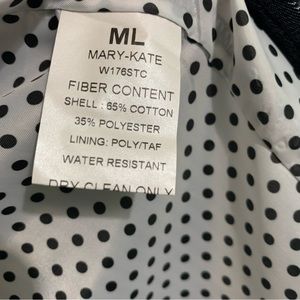 ML
MARY-KATE
W176STC
FIBER CONTENT
SHELL : 65% COTTON
35% POLYESTER
LINING: POLY/TAF
WATER RESISTANT
DRY CLEAN ONLY